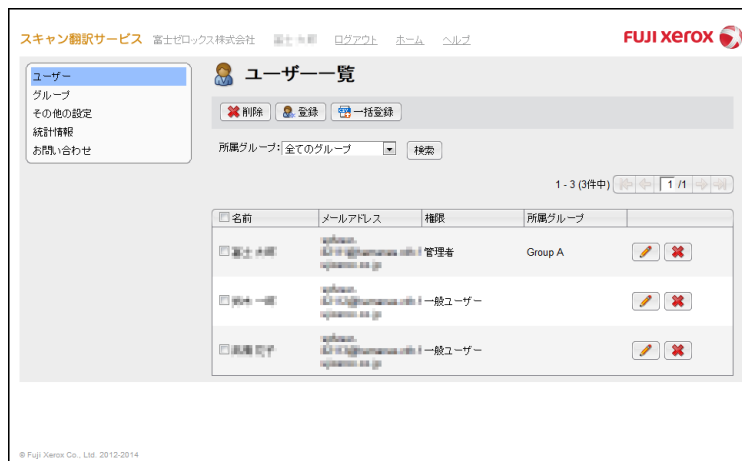 スキャン翻訳サービス 富士ゼロックス株式会社 ログアウト ホーム ヘルプ
FUJI XEROX
ユーザー
グループ
その他の設定
統計情報
お問い合わせ
ユーザー一覧
削除 登録 一括登録
所属グループ: 全てのグループ 検索
1 - 3 (3件中) 1 /1
名前 メールアドレス 権限 所属グループ
管理者 Group A
一般ユーザー
一般ユーザー
© Fuji Xerox Co., Ltd. 2012-2014